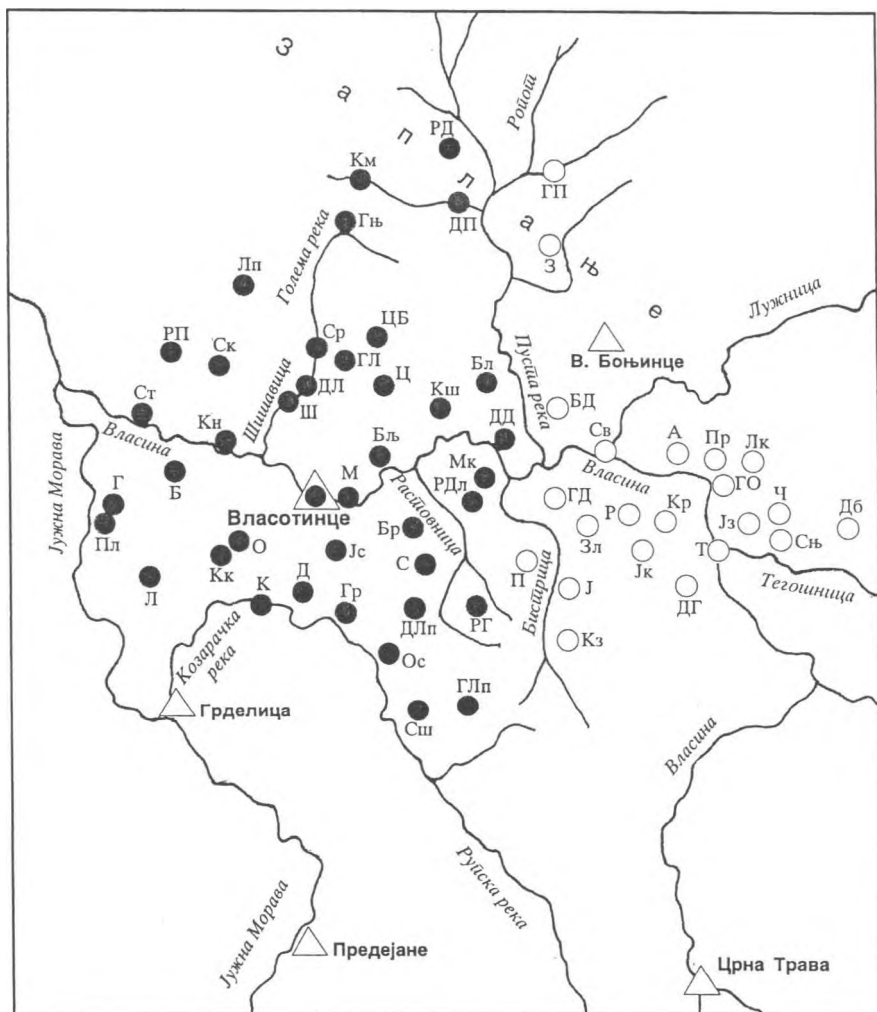 З а п л а њ е
Ројот
РД
Км
ГП
ДП
Гњ
З
Голема река
Лп
Лужница
ЦБ
РП
Ср
Ск
ГЛ
В. Боњинце
Пуста река
Бл
ДЛ
Ц
Ш
Кш
БД
Ст
Шишавица
ДД
Кн
Св
А
Пр
Лк
Власина
Бљ
Мк
Власина
ГО
Јужна Морава
Б
М
РДл
ГД
Г
Власотинце
Растовница
Р
Кр
Јз
Ч
Дб
Пл
Бр
Зл
Сњ
О
Јс
Јк
Т
Кк
С
П
Бистрица
Тегошница
Л
К
Д
Гр
Ј
ДГ
ДЛп
РГ
Козарачка река
Ос
Кз
Грделица
ГЛп
Сш
Власина
Рупска река
Јужна Морава
Предејане
Црна Трава